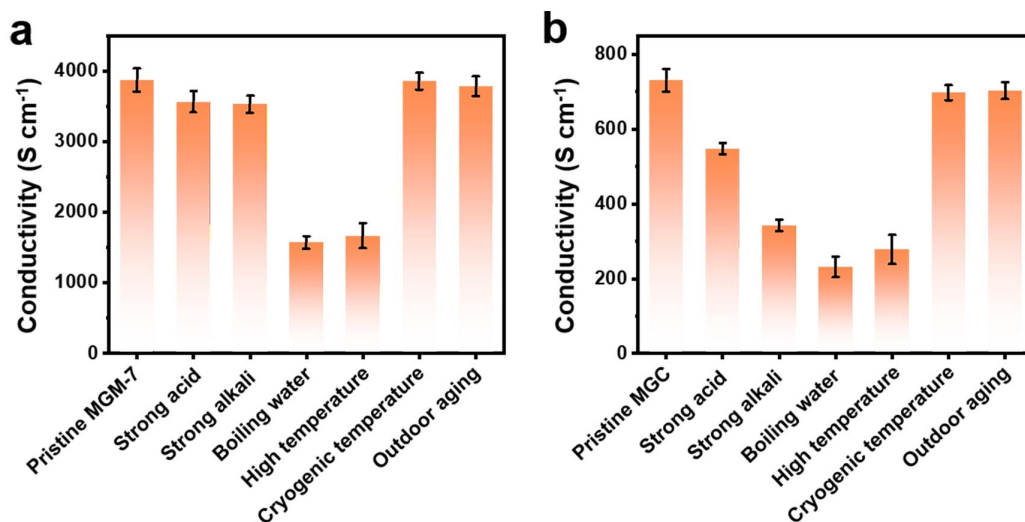 a
Conductivity (S cm⁻¹)
4000
3000
2000
1000
0
Pristine MGM-7
Strong acid
Strong alkali
Boiling water
High temperature
Cryogenic temperature
Outdoor aging
b
Conductivity (S cm⁻¹)
800
600
400
200
0
Pristine MGC
Strong acid
Strong alkali
Boiling water
High temperature
Cryogenic temperature
Outdoor aging